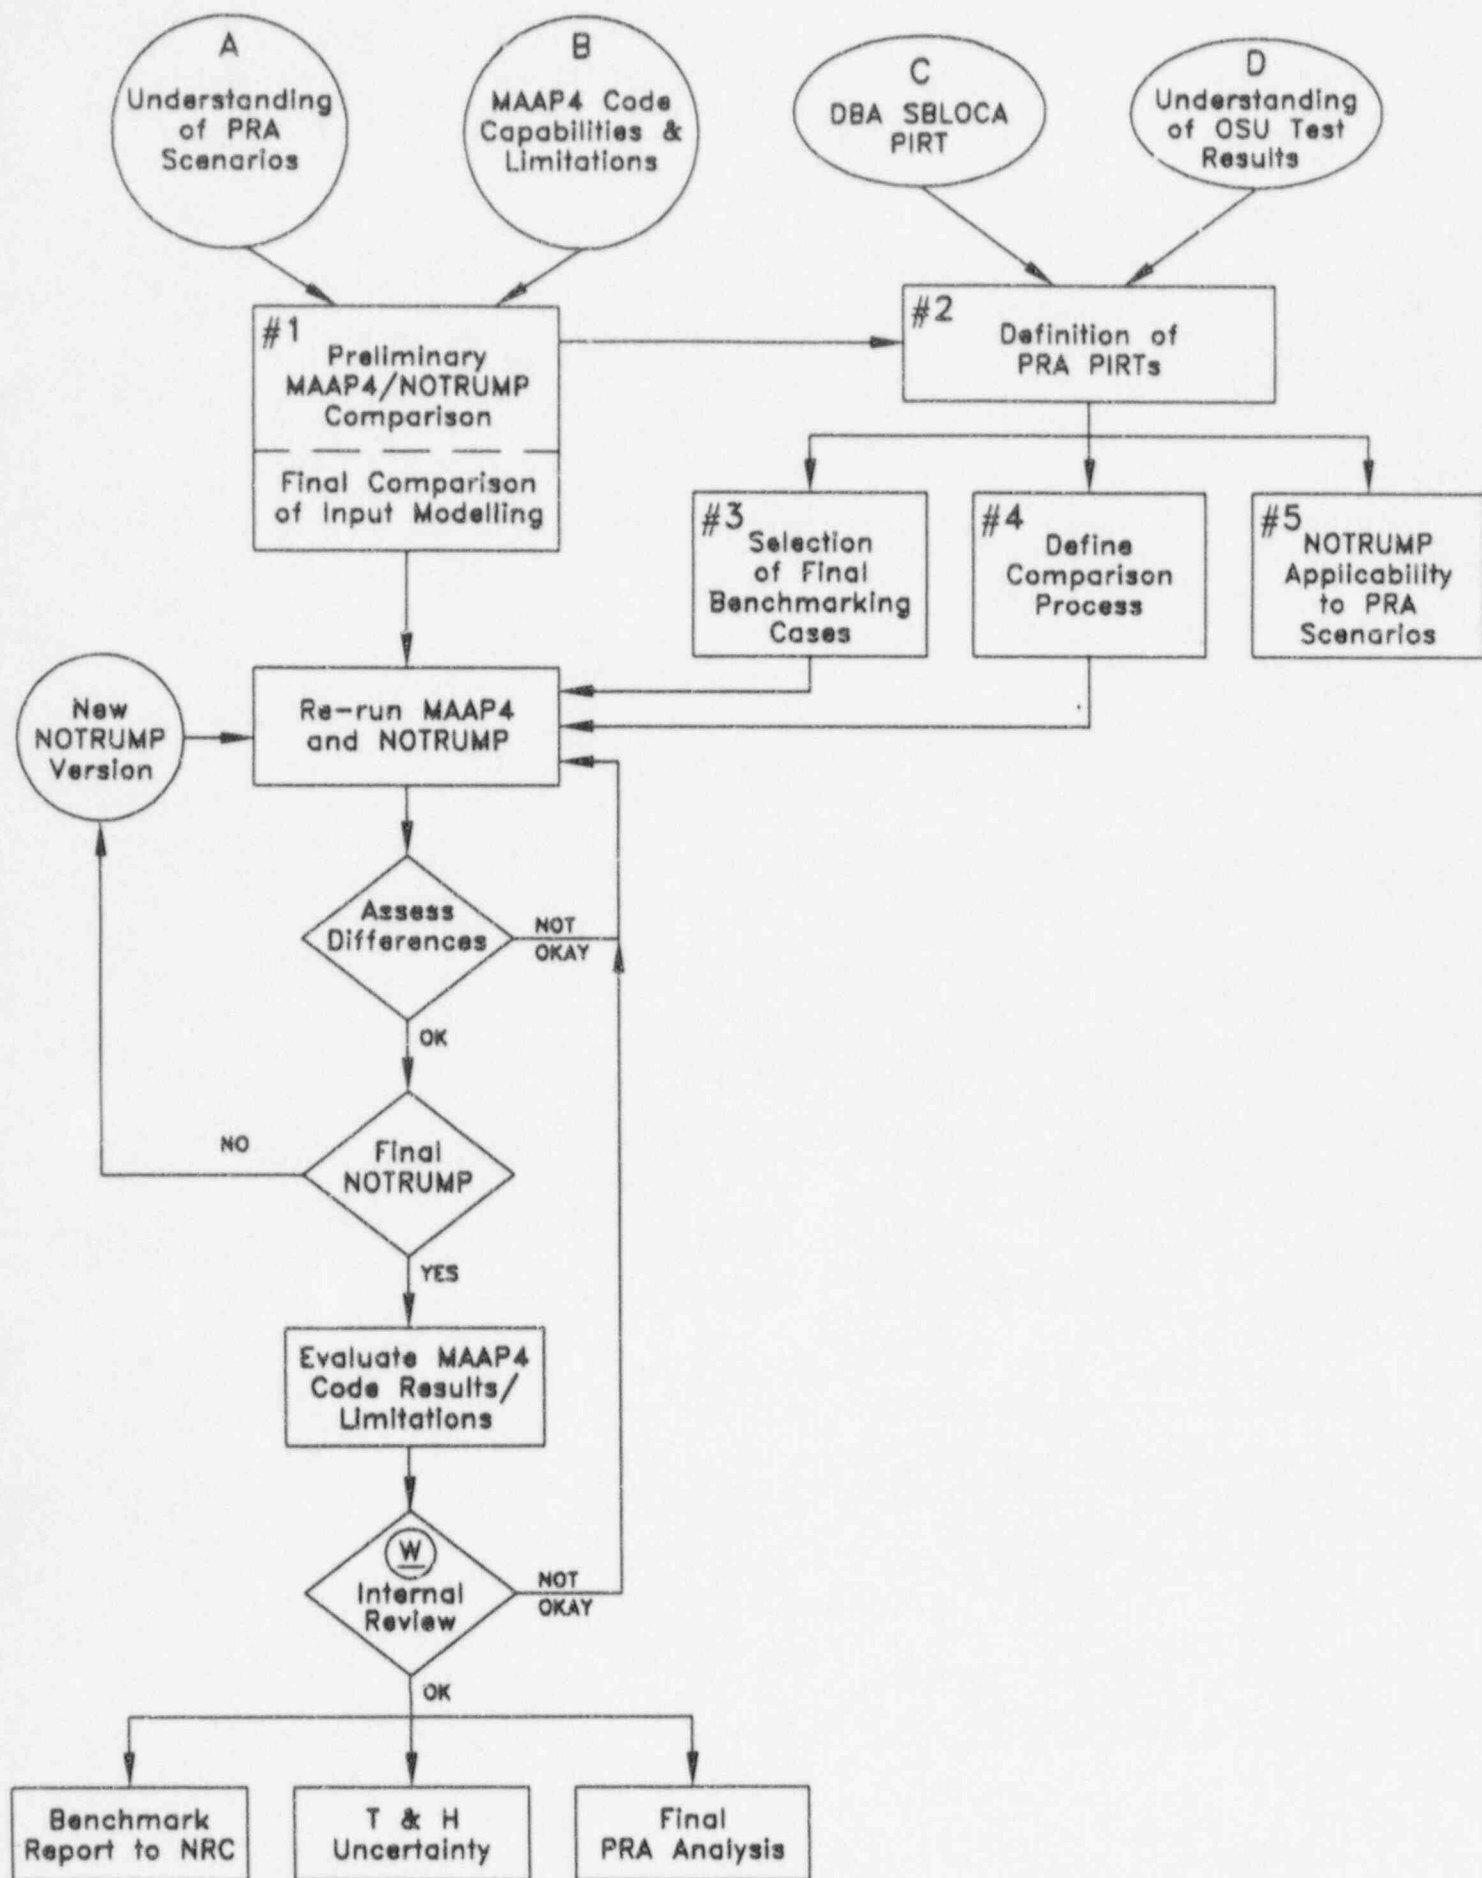 A
Understanding
of PRA
Scenarios
B
MAAP4 Code
Capabilities &
Limitations
C
DBA SBLOCA
PIRT
D
Understanding
of OSU Test
Results
#1
Preliminary
MAAP4/NOTRUMP
Comparison
Final Comparison
of Input Modelling
#2
Definition of
PRA PIRTs
#3
Selection
of Final
Benchmarking
Cases
#4
Define
Comparison
Process
#5
NOTRUMP
Applicability
to PRA
Scenarios
New
NOTRUMP
Version
Re-run MAAP4
and NOTRUMP
Assess
Differences
NOT
OKAY
OK
Final
NOTRUMP
NO
YES
Evaluate MAAP4
Code Results/
Limitations
W
Internal
Review
NOT
OKAY
OK
Benchmark
Report to NRC
T & H
Uncertainty
Final
PRA Analysis